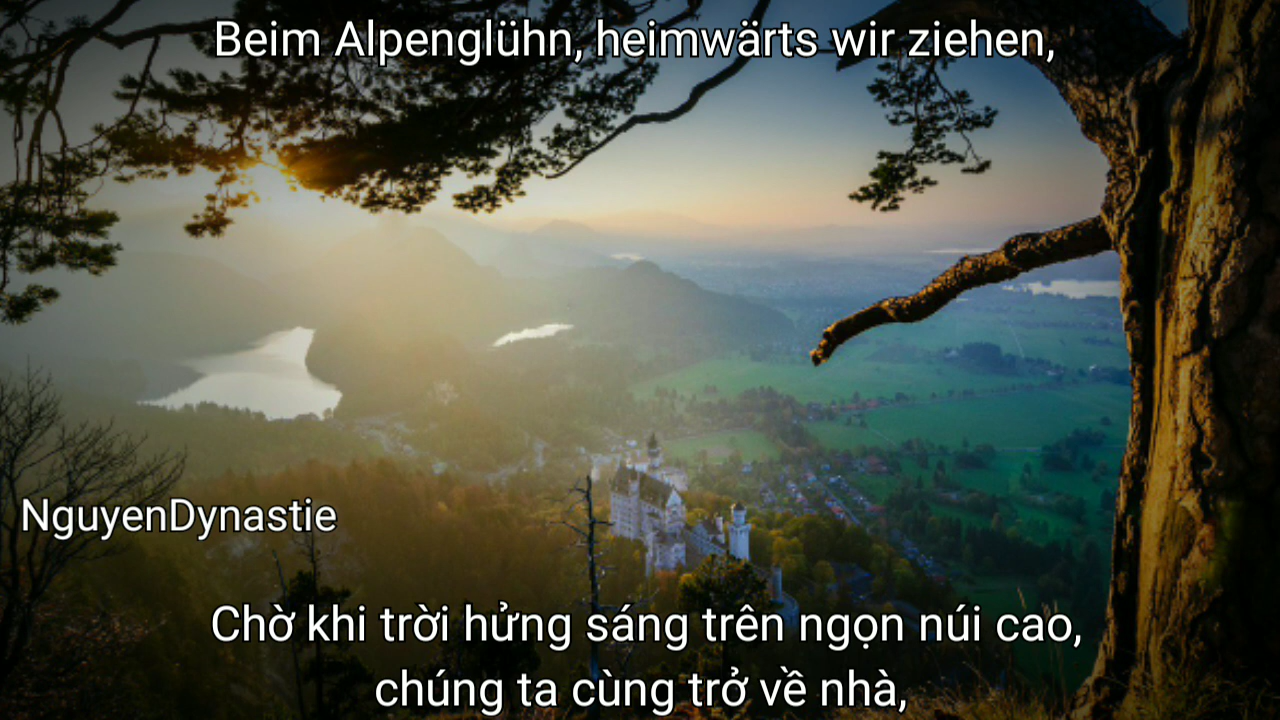 Beim Alpenglühn, heimwärts wir ziehen,
NguyenDynastie
Chờ khi trời hửng sáng trên ngọn núi cao,
chúng ta cùng trở về nhà,